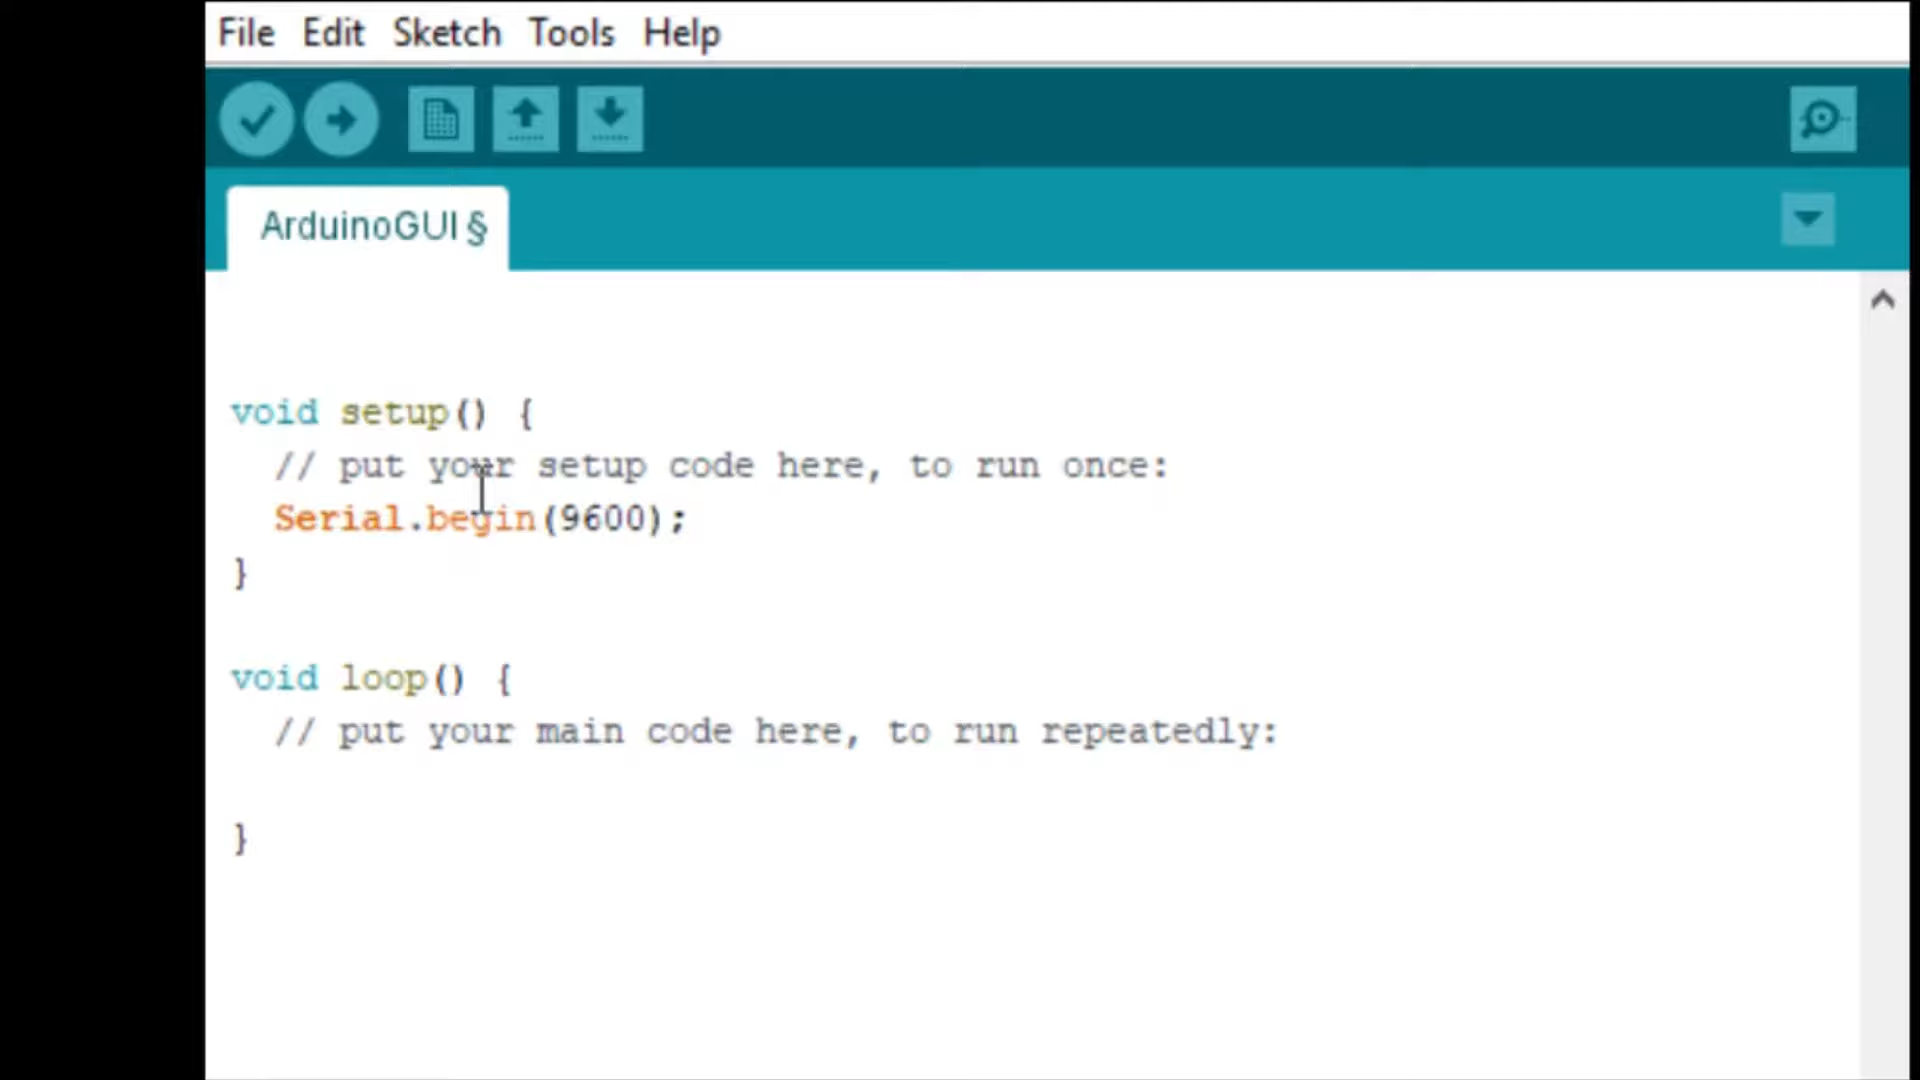 File Edit Sketch Tools Help
ArduinoGUI §
void setup() {
// put your setup code here, to run once:
Serial.begin(9600);
}
void loop() {
// put your main code here, to run repeatedly:
}